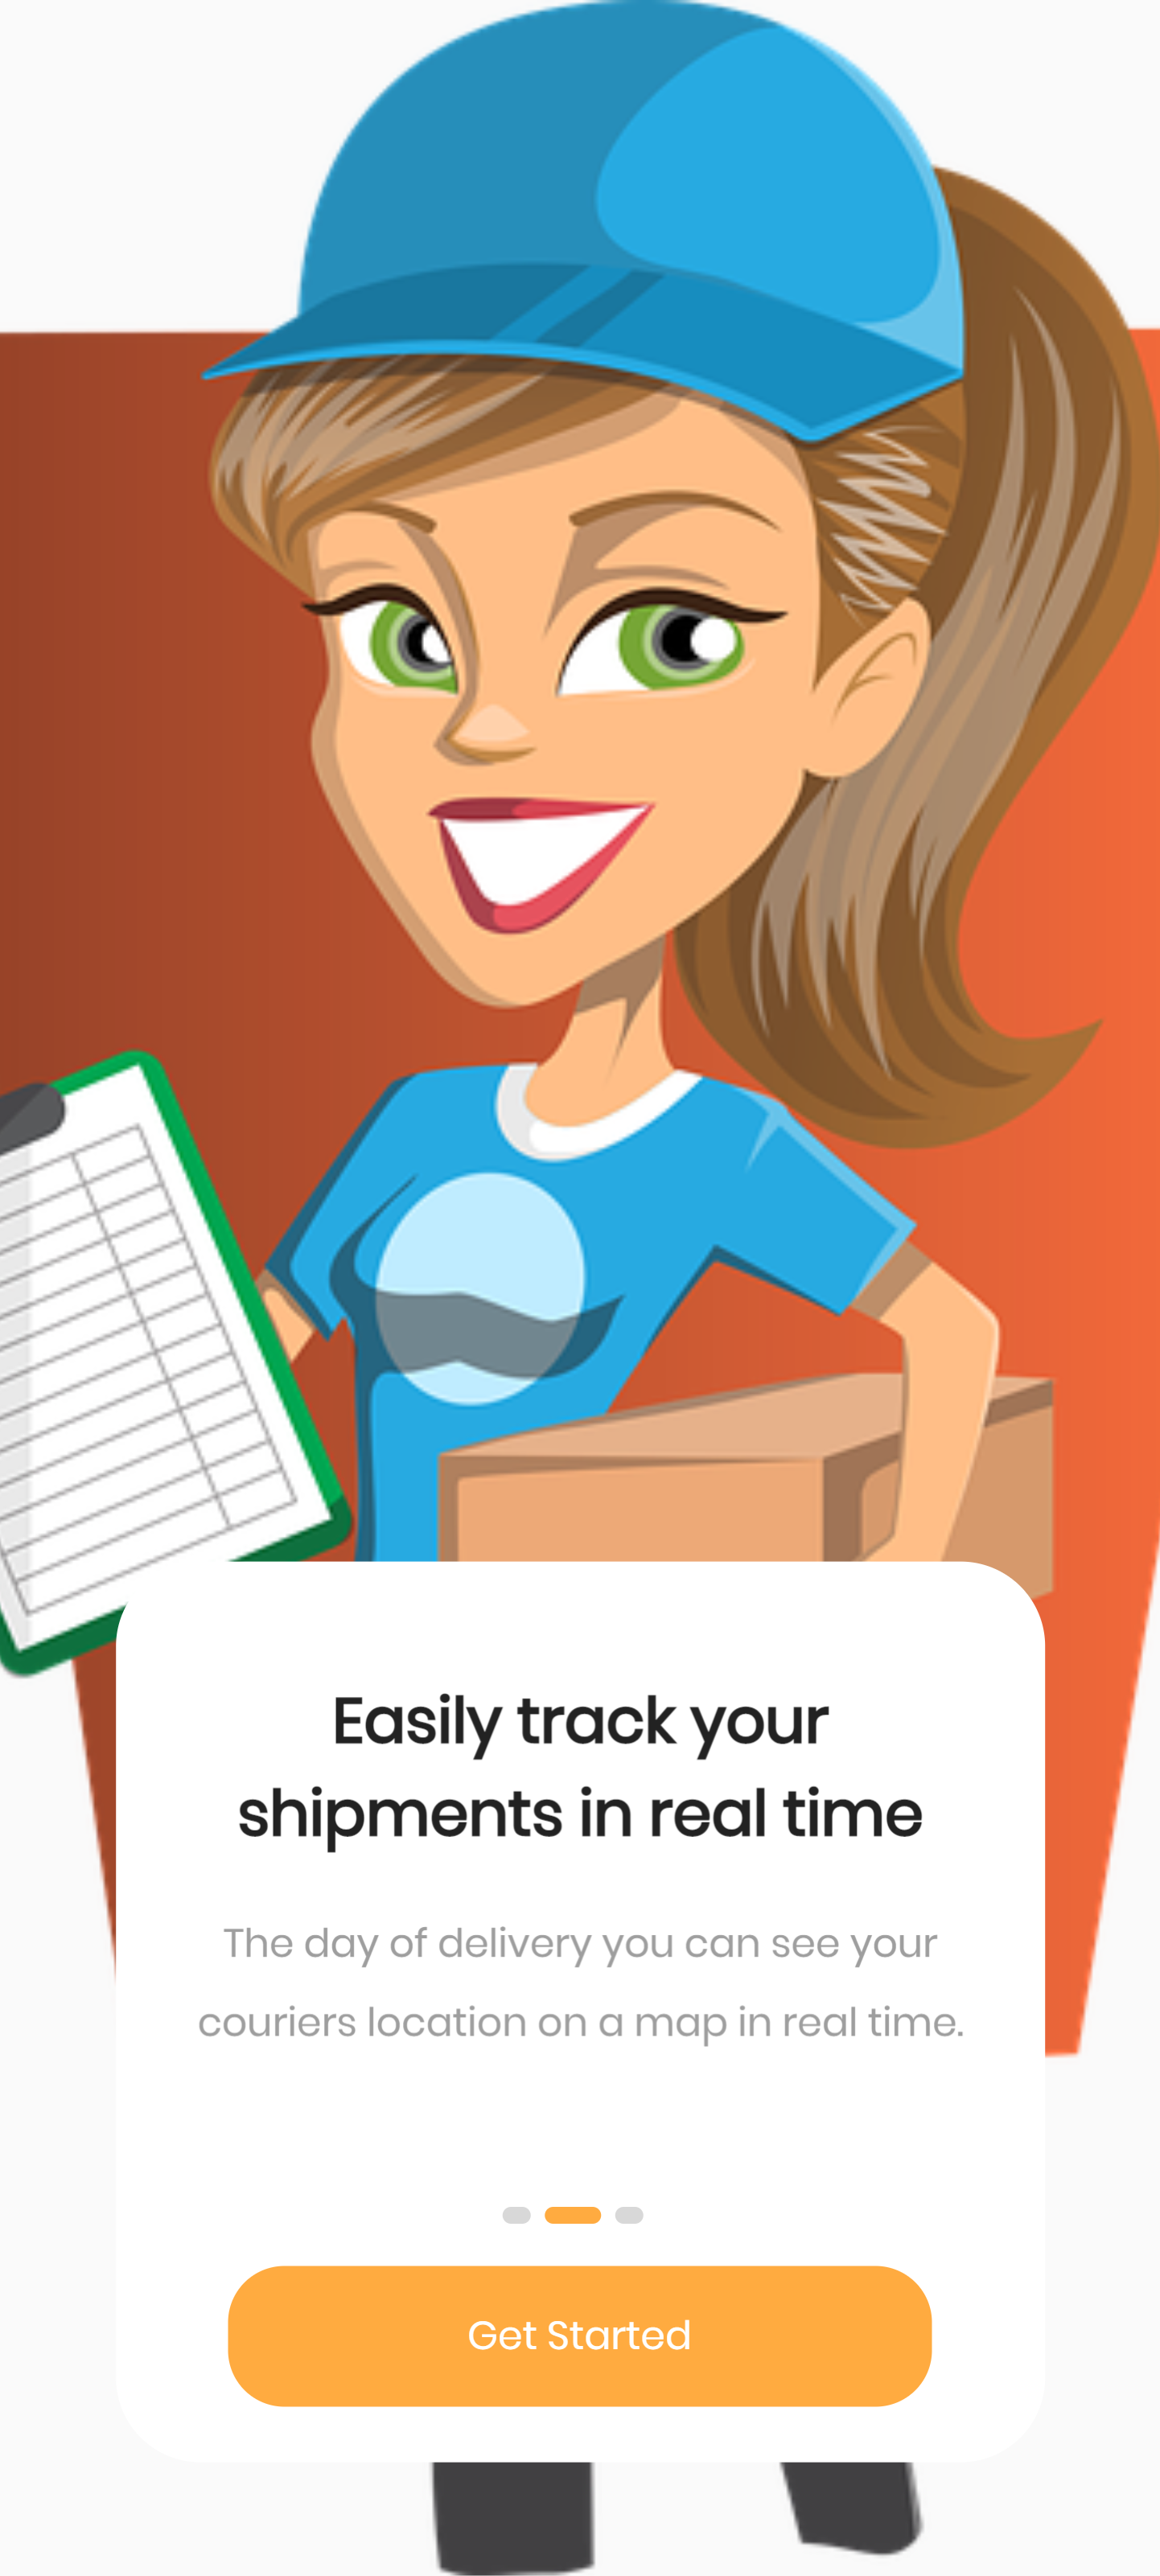 Easily track your
shipments in real time
The day of delivery you can see your
couriers location on a map in real time.
Get Started